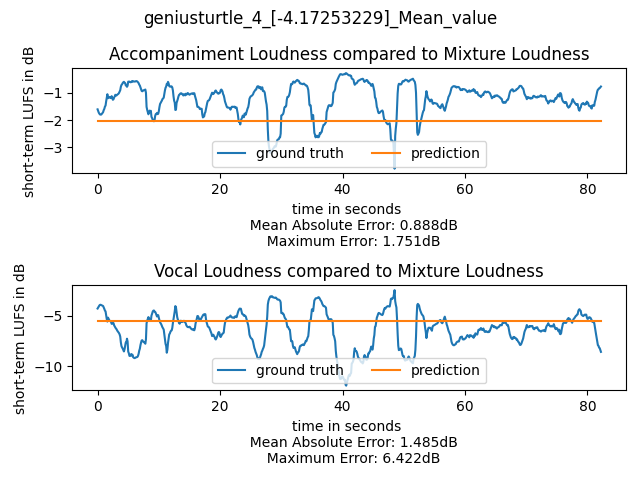 geniusturtle_4_[-4.17253229]_Mean_value
Accompaniment Loudness compared to Mixture Loudness
short-term LUFS in dB
−1
−2
−3
ground truth
prediction
0
20
40
60
80
time in seconds
Mean Absolute Error: 0.888dB
Maximum Error: 1.751dB
Vocal Loudness compared to Mixture Loudness
short-term LUFS in dB
−5
−10
ground truth
prediction
0
20
40
60
80
time in seconds
Mean Absolute Error: 1.485dB
Maximum Error: 6.422dB